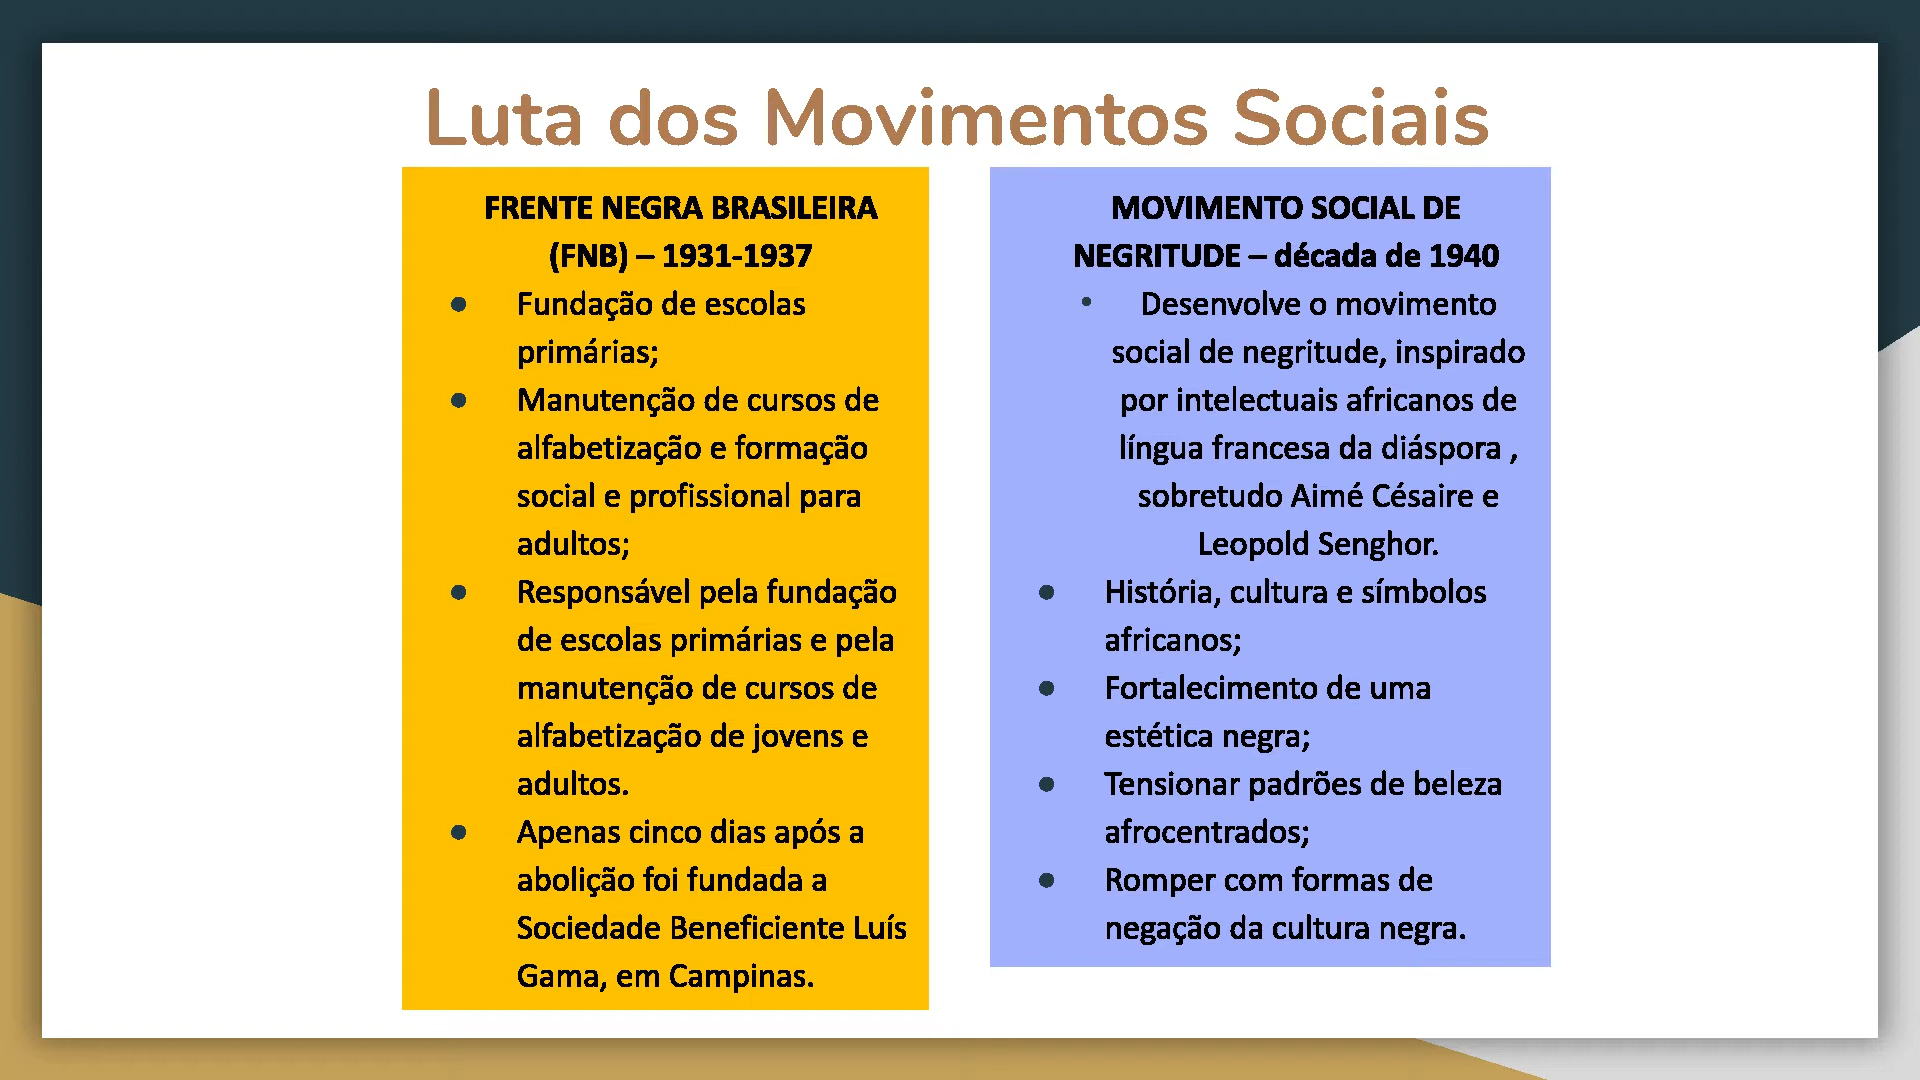 Luta dos Movimentos Sociais
FRENTE NEGRA BRASILEIRA
(FNB) – 1931-1937
● Fundação de escolas
primárias;
● Manutenção de cursos de
alfabetização e formação
social e profissional para
adultos;
● Responsável pela fundação
de escolas primárias e pela
manutenção de cursos de
alfabetização de jovens e
adultos.
● Apenas cinco dias após a
abolição foi fundada a
Sociedade Beneficiente Luís
Gama, em Campinas.
MOVIMENTO SOCIAL DE
NEGRITUDE – década de 1940
• Desenvolve o movimento
social de negritude, inspirado
por intelectuais africanos de
língua francesa da diáspora ,
sobretudo Aimé Césaire e
Leopold Senghor.
● História, cultura e símbolos
africanos;
● Fortalecimento de uma
estética negra;
● Tensionar padrões de beleza
afrocentrados;
● Romper com formas de
negação da cultura negra.